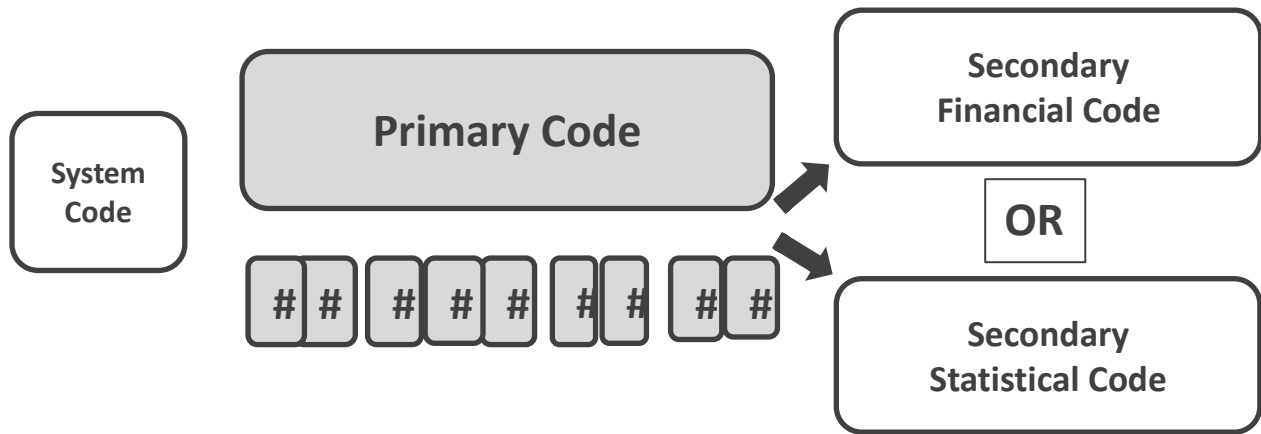 System
Code
Primary Code
# # # # # # # # #
Secondary
Financial Code
OR
Secondary
Statistical Code